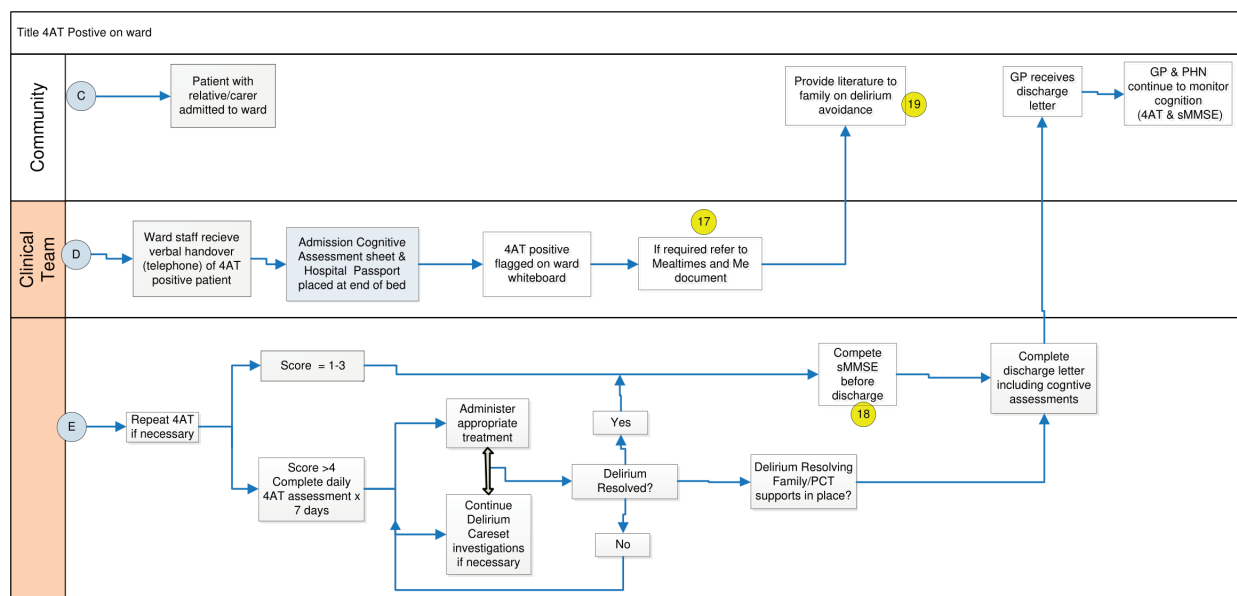 Title 4AT Postive on ward
Community
C
Patient with
relative/carer
admitted to ward
Provide literature to
family on delirium
avoidance
19
GP receives
discharge
letter
GP & PHN
continue to monitor
cognition
(4AT & sMMSE)
Clinical
Team
D
Ward staff recieve
verbal handover
(telephone) of 4AT
positive patient
Admission Cognitive
Assessment sheet &
Hospital Passport
placed at end of bed
4AT positive
flagged on ward
whiteboard
17
If required refer to
Mealtimes and Me
document
E
Repeat 4AT
if necessary
Score = 1-3
Score >4
Complete daily
4AT assessment x
7 days
Administer
appropriate
treatment
Continue
Delirium
Careset
investigations
if necessary
Yes
Delirium
Resolved?
No
Delirium Resolving
Family/PCT
supports in place?
Compete
sMMSE
before
discharge
18
Complete
discharge letter
including cogntive
assessments